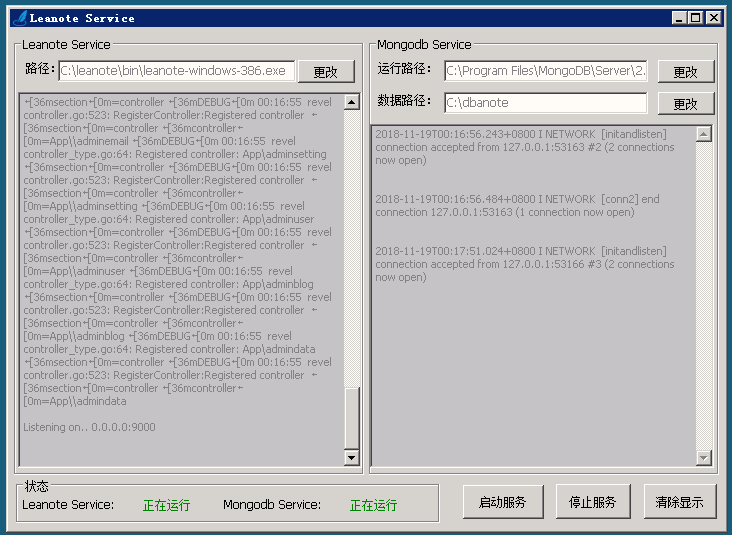 Leanote Service
Leanote Service
路径: C:\leanote\bin\leanote-windows-386.exe 更改
←[36msection←[0m=controller ←[36mDEBUG←[0m 00:16:55 revel
controller.go:523: RegisterController:Registered controller ←
[36msection←[0m=controller ←[36mcontroller←
[0m=App\\adminemail ←[36mDEBUG←[0m 00:16:55 revel
controller_type.go:64: Registered controller: App\adminsetting
←[36msection←[0m=controller ←[36mDEBUG←[0m 00:16:55 revel
controller.go:523: RegisterController:Registered controller ←
[36msection←[0m=controller ←[36mcontroller←
[0m=App\\adminsetting ←[36mDEBUG←[0m 00:16:55 revel
controller_type.go:64: Registered controller: App\adminuser
←[36msection←[0m=controller ←[36mDEBUG←[0m 00:16:55 revel
controller.go:523: RegisterController:Registered controller ←
[36msection←[0m=controller ←[36mcontroller←
[0m=App\\adminuser ←[36mDEBUG←[0m 00:16:55 revel
controller_type.go:64: Registered controller: App\adminblog
←[36msection←[0m=controller ←[36mDEBUG←[0m 00:16:55 revel
controller.go:523: RegisterController:Registered controller ←
[36msection←[0m=controller ←[36mcontroller←
[0m=App\\adminblog ←[36mDEBUG←[0m 00:16:55 revel
controller_type.go:64: Registered controller: App\admindata
←[36msection←[0m=controller ←[36mDEBUG←[0m 00:16:55 revel
controller.go:523: RegisterController:Registered controller ←
[36msection←[0m=controller ←[36mcontroller←
[0m=App\\admindata
Listening on.. 0.0.0.0:9000
Mongodb Service
运行路径: C:\Program Files\MongoDB\Server\2. 更改
数据路径: C:\dbanote 更改
2018-11-19T00:16:56.243+0800 I NETWORK [initandlisten]
connection accepted from 127.0.0.1:53163 #2 (2 connections
now open)
2018-11-19T00:16:56.484+0800 I NETWORK [conn2] end
connection 127.0.0.1:53163 (1 connection now open)
2018-11-19T00:17:51.024+0800 I NETWORK [initandlisten]
connection accepted from 127.0.0.1:53166 #3 (2 connections
now open)
状态
Leanote Service: 正在运行 Mongodb Service: 正在运行
启动服务 停止服务 清除显示